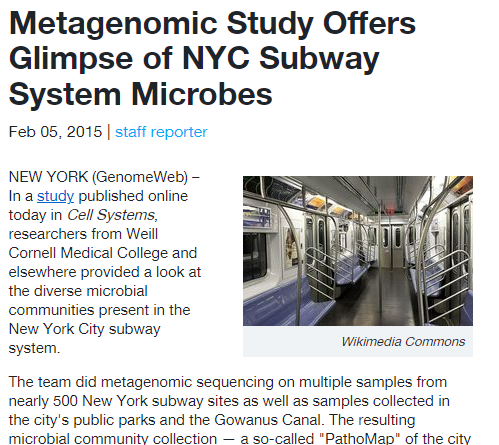 Metagenomic Study Offers
Glimpse of NYC Subway
System Microbes
Feb 05, 2015 | staff reporter
NEW YORK (GenomeWeb) –
In a study published online
today in Cell Systems,
researchers from Weill
Cornell Medical College and
elsewhere provided a look at
the diverse microbial
communities present in the
New York City subway
system.
Wikimedia Commons
The team did metagenomic sequencing on multiple samples from
nearly 500 New York subway sites as well as samples collected in
the city's public parks and the Gowanus Canal. The resulting
microbial community collection — a so-called "PathoMap" of the city